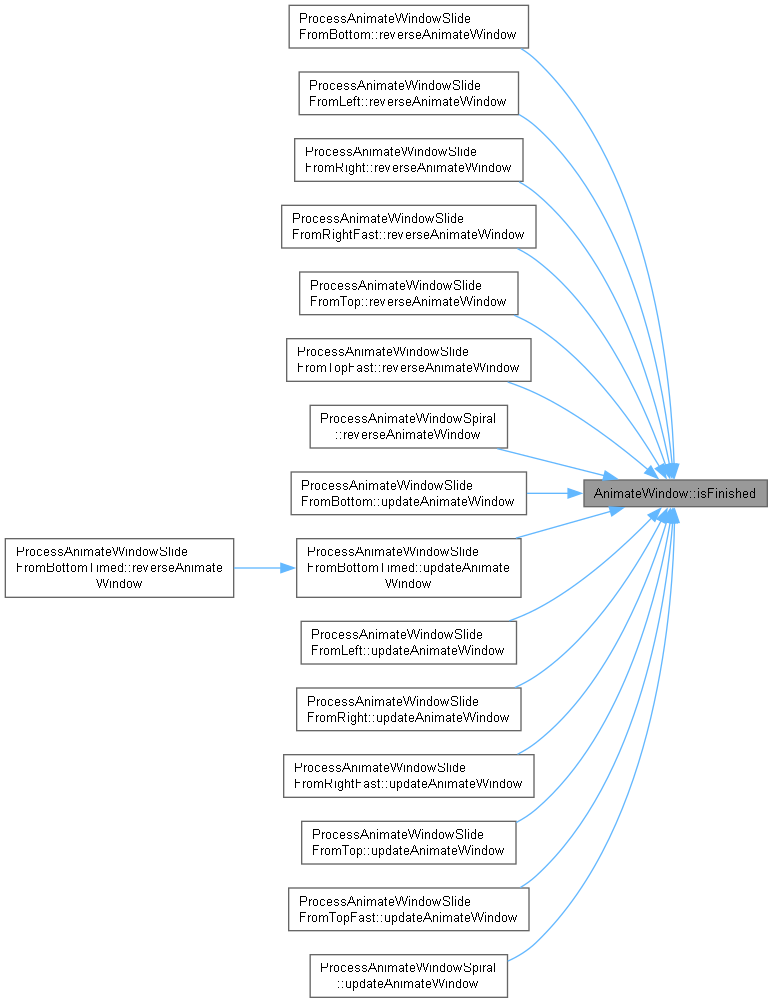 ProcessAnimateWindowSlide
FromBottom::reverseAnimateWindow
ProcessAnimateWindowSlide
FromLeft::reverseAnimateWindow
ProcessAnimateWindowSlide
FromRight::reverseAnimateWindow
ProcessAnimateWindowSlide
FromRightFast::reverseAnimateWindow
ProcessAnimateWindowSlide
FromTop::reverseAnimateWindow
ProcessAnimateWindowSlide
FromTopFast::reverseAnimateWindow
ProcessAnimateWindowSpiral
::reverseAnimateWindow
ProcessAnimateWindowSlide
FromBottom::updateAnimateWindow
AnimateWindow::isFinished
ProcessAnimateWindowSlide
FromBottomTimed::reverseAnimate
Window
ProcessAnimateWindowSlide
FromBottomTimed::updateAnimate
Window
ProcessAnimateWindowSlide
FromLeft::updateAnimateWindow
ProcessAnimateWindowSlide
FromRight::updateAnimateWindow
ProcessAnimateWindowSlide
FromRightFast::updateAnimateWindow
ProcessAnimateWindowSlide
FromTop::updateAnimateWindow
ProcessAnimateWindowSlide
FromTopFast::updateAnimateWindow
ProcessAnimateWindowSpiral
::updateAnimateWindow